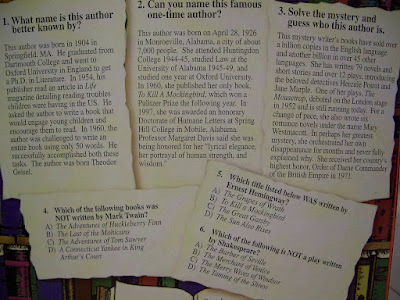 1. What name is this author
better known by?
This author was born in 1904 in
Springfield, MA. He graduated from
Dartmouth College and went to
Oxford University in England to get
a Ph.D. in Literature. In 1954, his
publisher read an article in Life
magazine detailing reading troubles
children were having in the US. He
asked the author to write a book that
would engage young children and
encourage them to read. In 1960, the
author was challenged to write an
entire book using only 50 words. He
successfully accomplished both these
tasks. The author was born Theodor
Geisel.
2. Can you name this famous
one-time author?
This author was born on April 28, 1926
in Monroeville, Alabama, a city of about
7,000 people. She attended Huntingdon
College 1944-45, studied Law at the
University of Alabama 1945-49, and
studied one year at Oxford University.
In 1960, she published her only book,
To Kill A Mockingbird, which won a
Pulitzer Prize the following year. In
1997, she was awarded an honorary
Doctorate of Humane Letters at Spring
Hill College in Mobile, Alabama.
Professor Margaret Davis said she was
being honored for her "lyrical elegance,
her portrayal of human strength, and
wisdom."
3. Solve the mystery and
guess who this author is.
This mystery writer's books have sold over
a billion copies in the English language
and another billion in over 45 other
languages. She has written 79 novels and
short stories and over 12 plays, introducing
the beloved detectives Hercule Poirot and
Jane Marple. One of her plays, The
Mousetrap, debuted on the London stage
in 1952 and is still running today. For a
change of pace, she also wrote six
romance novels under the name Mary
Westmacott. In perhaps her greatest
mystery, she orchestrated her own
disappearance for months and never fully
explained why. She received her country's
highest honor, Order of Dame Commander
of the British Empire in 1971.
4. Which of the following books was
NOT written by Mark Twain?
A) The Adventures of Huckleberry Finn
B) The Last of the Mohicans
C) The Adventures of Tom Sawyer
D) A Connecticut Yankee in King
Arthur's Court
5. Which title listed below WAS written by
Ernest Hemingway?
A) The Grapes of Wrath
B) To Kill A Mockingbird
C) The Great Gatsby
D) The Sun Also Rises
6. Which of the following is NOT a play written
by Shakespeare?
A) The Barber of Seville
B) The Merchant of Venice
C) The Merry Wives of Windsor
D) The Taming of the Shrew